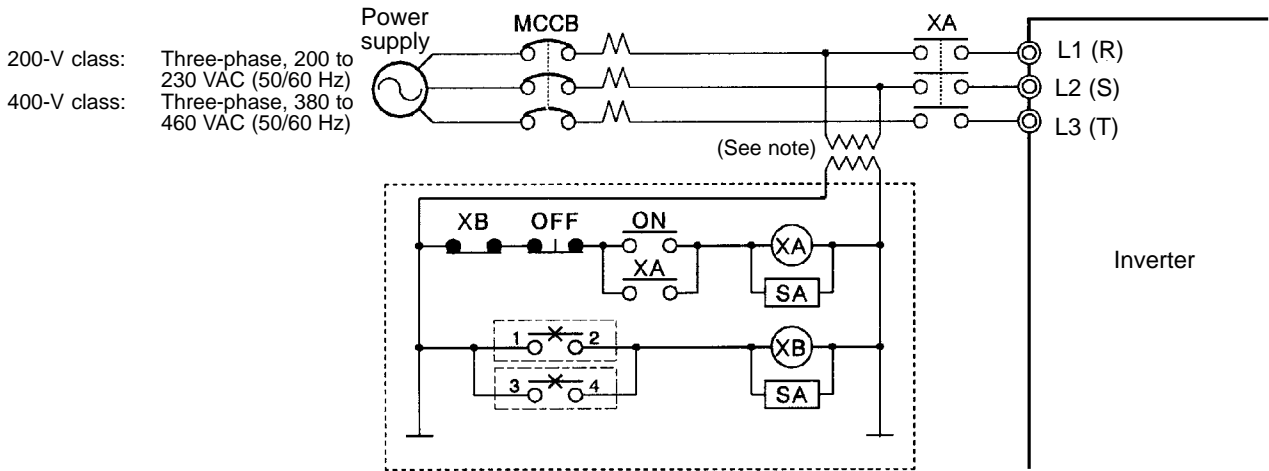 Power
supply
MCCB
XA
200-V class: Three-phase, 200 to
230 VAC (50/60 Hz)
400-V class: Three-phase, 380 to
460 VAC (50/60 Hz)
L1 (R)
L2 (S)
L3 (T)
(See note)
XB OFF ON
XA
XA
SA
Inverter
1 2
XB
3 4
SA